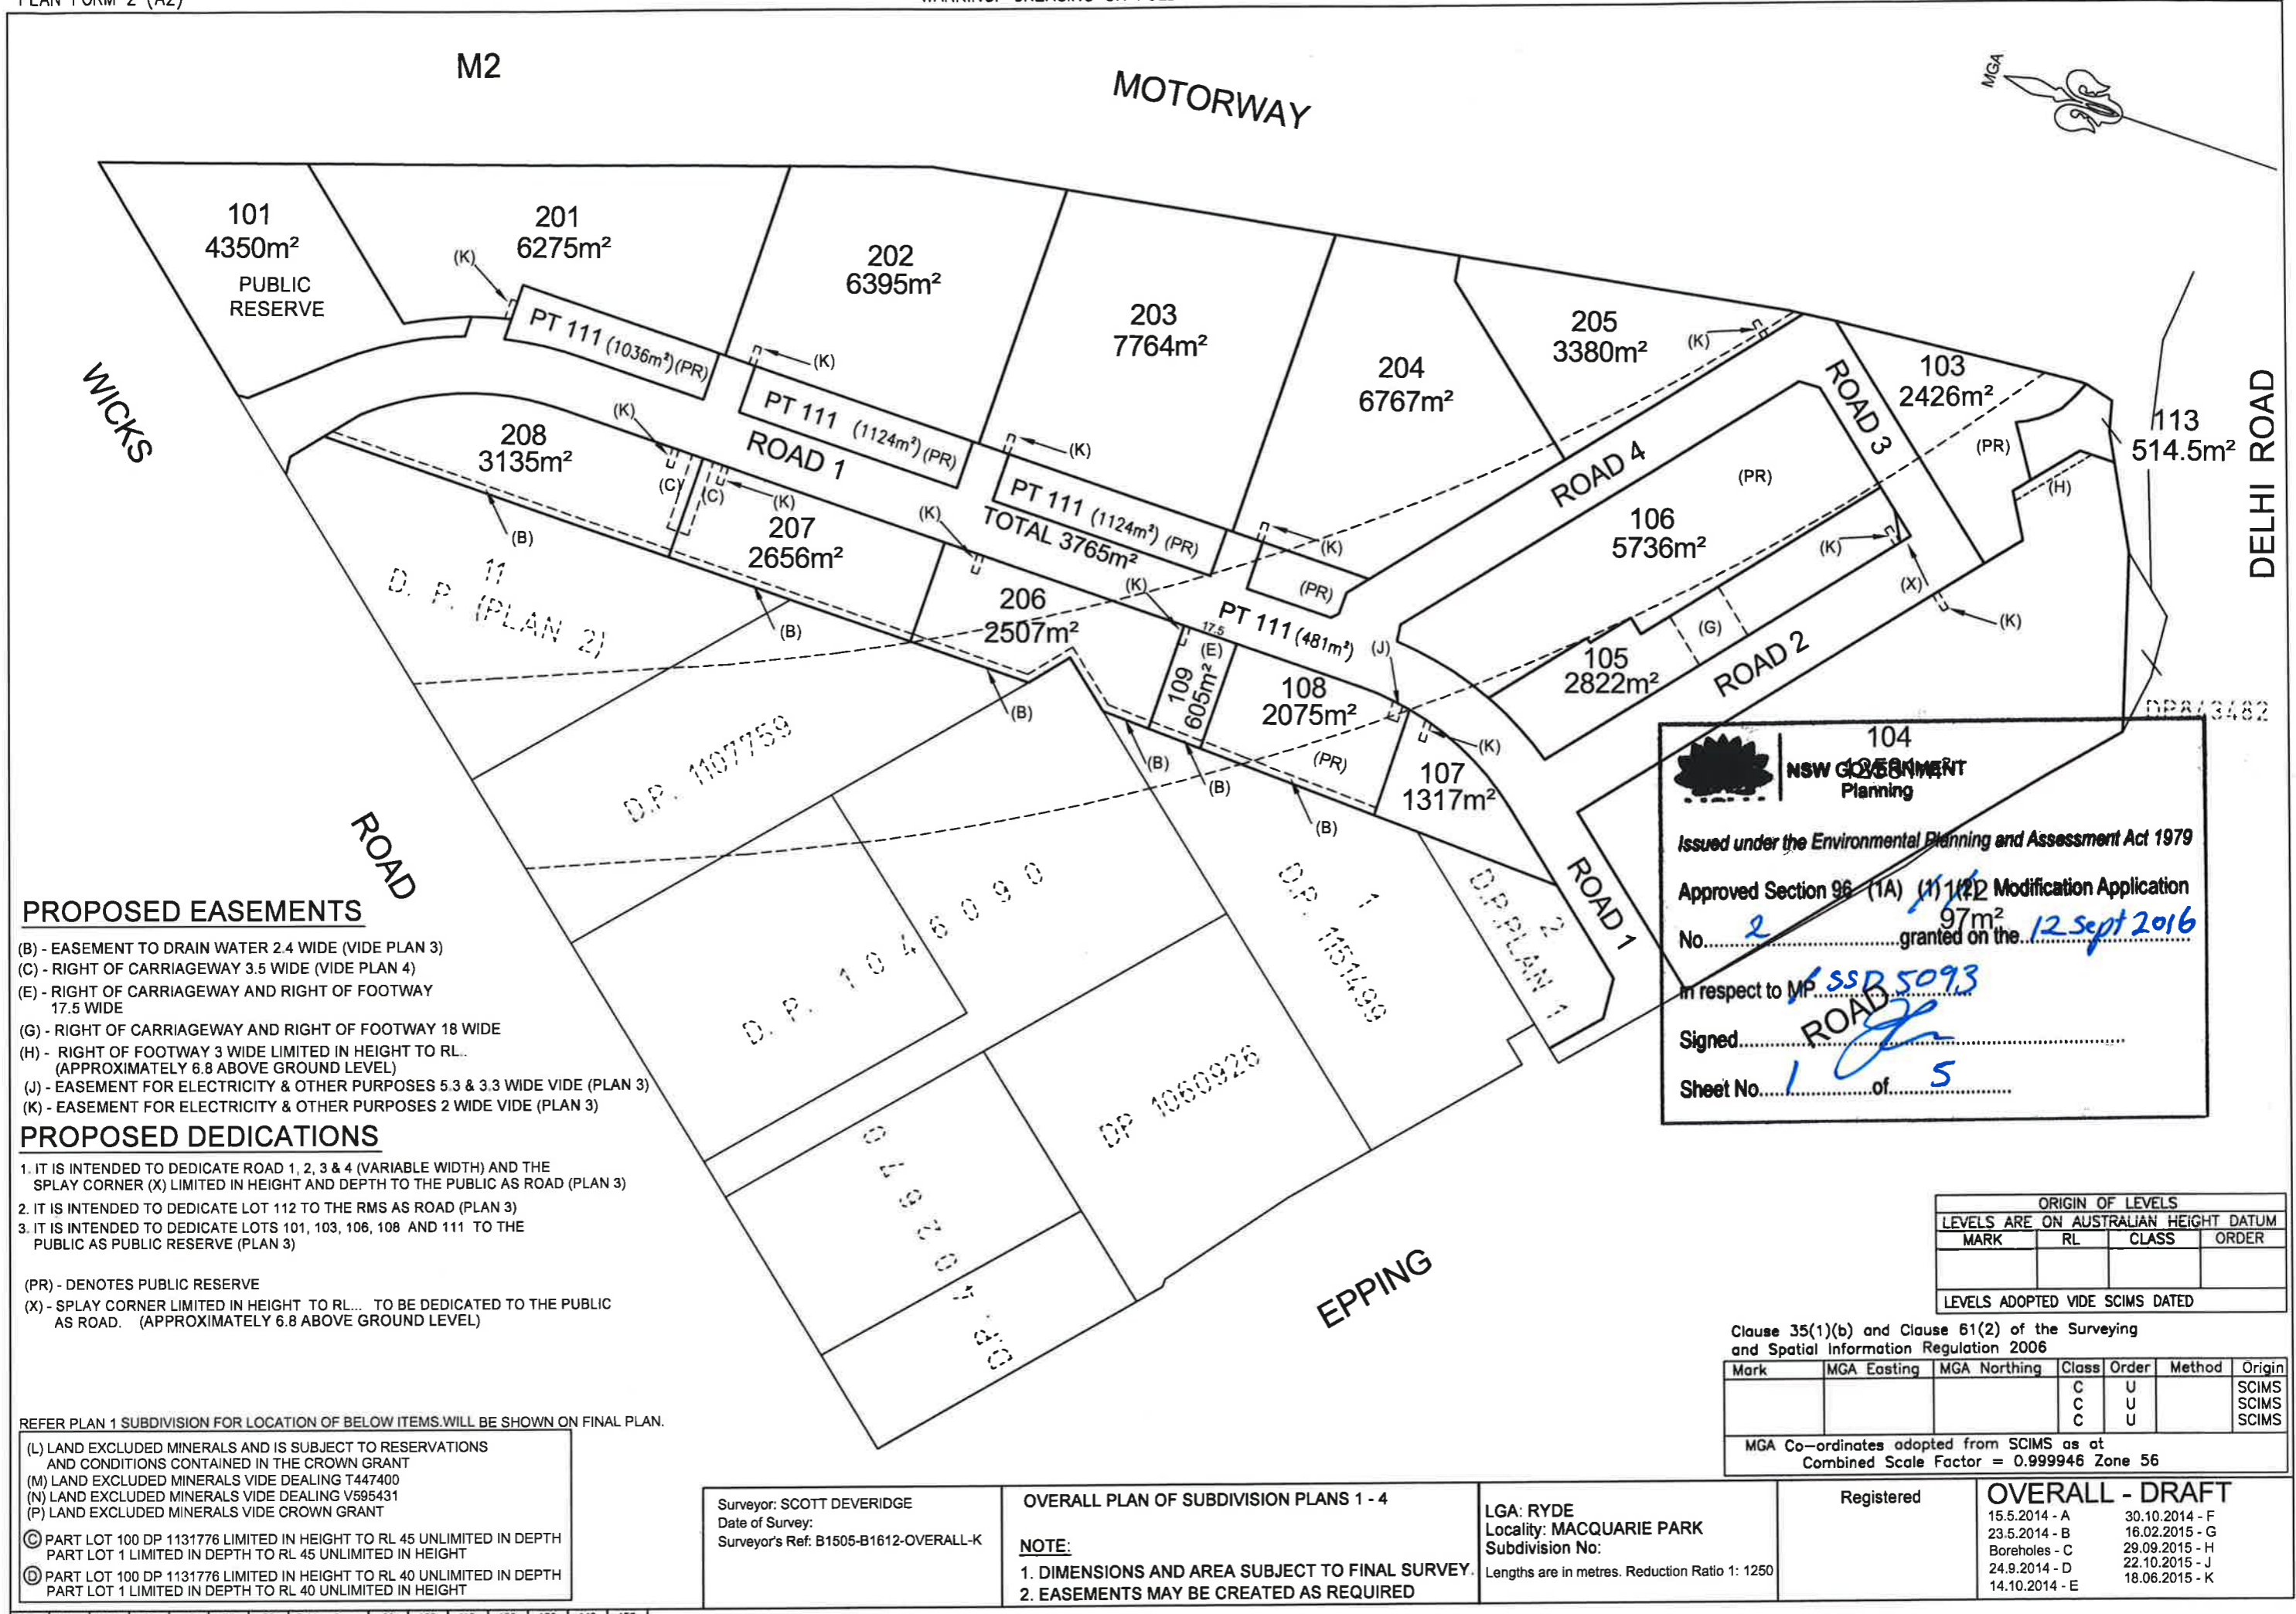 M2
MOTORWAY
MGA
101
4350m²
PUBLIC
RESERVE
201
6275m²
(K)
202
6395m²
203
7764m²
204
6767m²
205
3380m²
(K)
103
2426m²
(PR)
113
514.5m²
DELHI ROAD
WICKS
ROAD
PT 111 (1036m²)(PR)
(K)
PT 111 (1124m²)(PR)
(K)
PT 111 (1124m²) (PR)
(K)
(PR)
ROAD 1
TOTAL 3765m²
PT 111 (481m²)
ROAD 4
ROAD 3
(H)
(PR)
106
5736m²
(K)
(X)
(K)
(G)
105
2822m²
ROAD 2
208
3135m²
(K)
(C)
(C)
(K)
(B)
207
2656m²
(B)
(K)
206
2507m²
(B)
(K)
17.5
(E)
109
605m²
(B)
(B)
(J)
108
2075m²
(PR)
(B)
(K)
107
1317m²
ROAD 1
11
D. P. (PLAN 2)
D.P. 1107759
D. P. 1046090
1
D.P. 1151499
2
D.P.PLAN 1
DP 1060926
DP843482
EPPING
ROAD
104
NSW GOVERNMENT
Planning
Issued under the Environmental Planning and Assessment Act 1979
Approved Section 96 (1A) (1) 1/(2) Modification Application
97m²
No. 2 granted on the 12 Sept 2016
In respect to MP SSD 5093
Signed
Sheet No. 1 of 5
PROPOSED EASEMENTS
(B) - EASEMENT TO DRAIN WATER 2.4 WIDE (VIDE PLAN 3)
(C) - RIGHT OF CARRIAGEWAY 3.5 WIDE (VIDE PLAN 4)
(E) - RIGHT OF CARRIAGEWAY AND RIGHT OF FOOTWAY
17.5 WIDE
(G) - RIGHT OF CARRIAGEWAY AND RIGHT OF FOOTWAY 18 WIDE
(H) - RIGHT OF FOOTWAY 3 WIDE LIMITED IN HEIGHT TO RL..
(APPROXIMATELY 6.8 ABOVE GROUND LEVEL)
(J) - EASEMENT FOR ELECTRICITY & OTHER PURPOSES 5.3 & 3.3 WIDE VIDE (PLAN 3)
(K) - EASEMENT FOR ELECTRICITY & OTHER PURPOSES 2 WIDE VIDE (PLAN 3)
PROPOSED DEDICATIONS
1. IT IS INTENDED TO DEDICATE ROAD 1, 2, 3 & 4 (VARIABLE WIDTH) AND THE
SPLAY CORNER (X) LIMITED IN HEIGHT AND DEPTH TO THE PUBLIC AS ROAD (PLAN 3)
2. IT IS INTENDED TO DEDICATE LOT 112 TO THE RMS AS ROAD (PLAN 3)
3. IT IS INTENDED TO DEDICATE LOTS 101, 103, 106, 108 AND 111 TO THE
PUBLIC AS PUBLIC RESERVE (PLAN 3)
(PR) - DENOTES PUBLIC RESERVE
(X) - SPLAY CORNER LIMITED IN HEIGHT TO RL... TO BE DEDICATED TO THE PUBLIC
AS ROAD. (APPROXIMATELY 6.8 ABOVE GROUND LEVEL)
REFER PLAN 1 SUBDIVISION FOR LOCATION OF BELOW ITEMS.WILL BE SHOWN ON FINAL PLAN.
(L) LAND EXCLUDED MINERALS AND IS SUBJECT TO RESERVATIONS
AND CONDITIONS CONTAINED IN THE CROWN GRANT
(M) LAND EXCLUDED MINERALS VIDE DEALING T447400
(N) LAND EXCLUDED MINERALS VIDE DEALING V595431
(P) LAND EXCLUDED MINERALS VIDE CROWN GRANT
Ⓒ PART LOT 100 DP 1131776 LIMITED IN HEIGHT TO RL 45 UNLIMITED IN DEPTH
PART LOT 1 LIMITED IN DEPTH TO RL 45 UNLIMITED IN HEIGHT
Ⓓ PART LOT 100 DP 1131776 LIMITED IN HEIGHT TO RL 40 UNLIMITED IN DEPTH
PART LOT 1 LIMITED IN DEPTH TO RL 40 UNLIMITED IN HEIGHT
ORIGIN OF LEVELS
LEVELS ARE ON AUSTRALIAN HEIGHT DATUM
MARK RL CLASS ORDER
LEVELS ADOPTED VIDE SCIMS DATED
Clause 35(1)(b) and Clause 61(2) of the Surveying
and Spatial Information Regulation 2006
Mark MGA Easting MGA Northing Class Order Method Origin
C U SCIMS
C U SCIMS
C U SCIMS
MGA Co-ordinates adopted from SCIMS as at
Combined Scale Factor = 0.999946 Zone 56
Surveyor: SCOTT DEVERIDGE
Date of Survey:
Surveyor's Ref: B1505-B1612-OVERALL-K
OVERALL PLAN OF SUBDIVISION PLANS 1 - 4
NOTE:
1. DIMENSIONS AND AREA SUBJECT TO FINAL SURVEY.
2. EASEMENTS MAY BE CREATED AS REQUIRED
LGA: RYDE
Locality: MACQUARIE PARK
Subdivision No:
Lengths are in metres. Reduction Ratio 1: 1250
Registered
OVERALL - DRAFT
15.5.2014 - A
23.5.2014 - B
Boreholes - C
24.9.2014 - D
14.10.2014 - E
30.10.2014 - F
16.02.2015 - G
29.09.2015 - H
22.10.2015 - J
18.06.2015 - K